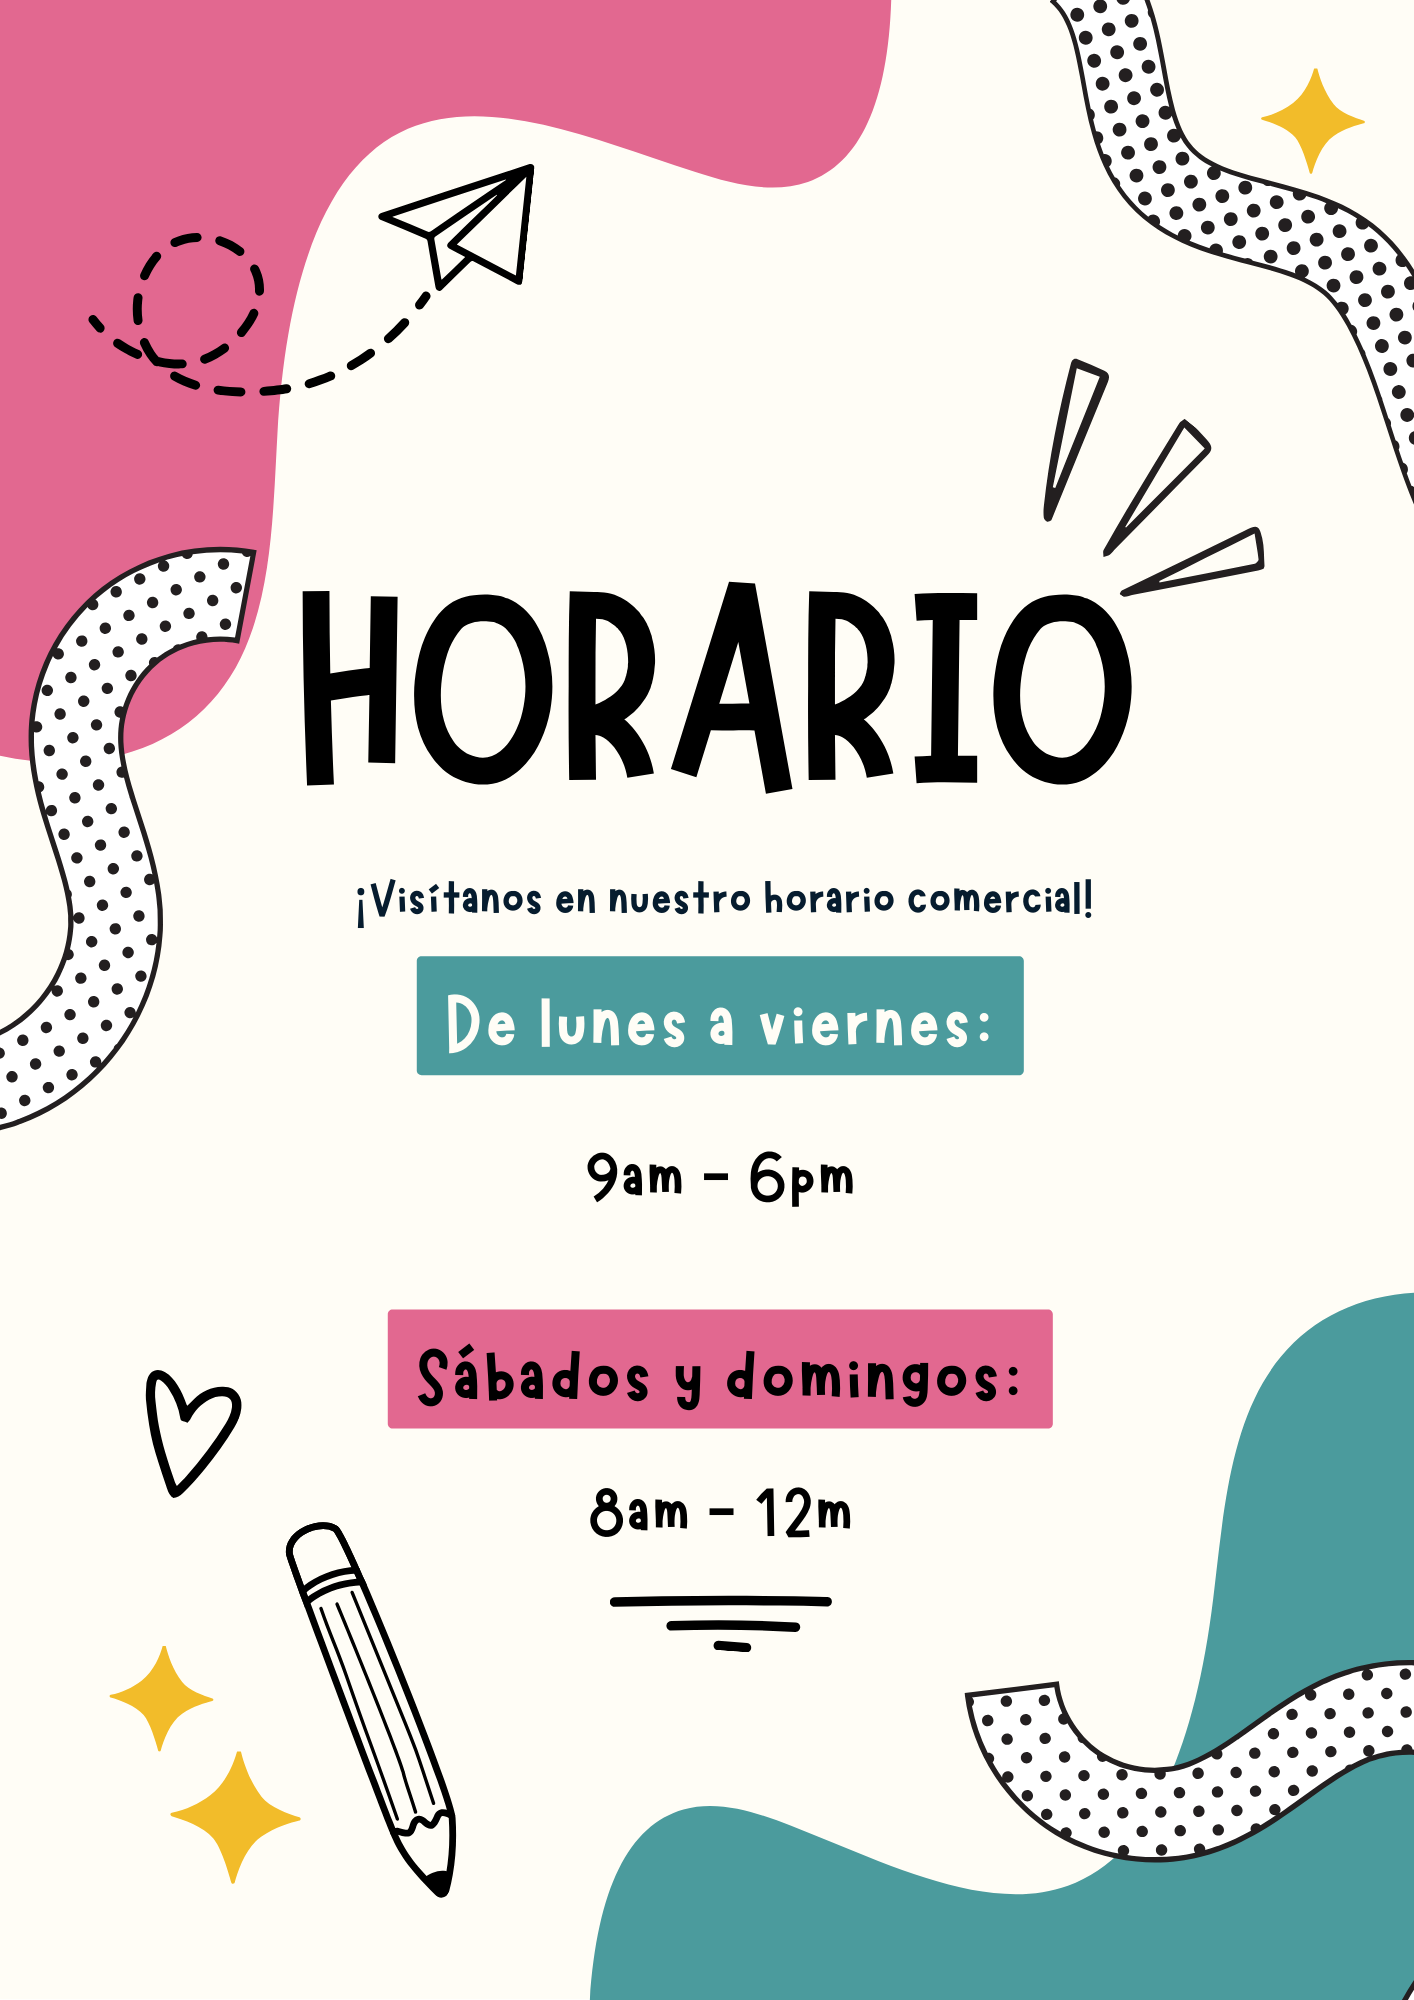 HORARIO
¡Visítanos en nuestro horario comercial!
De lunes a viernes:
9am - 6pm
Sábados y domingos:
8am - 12m